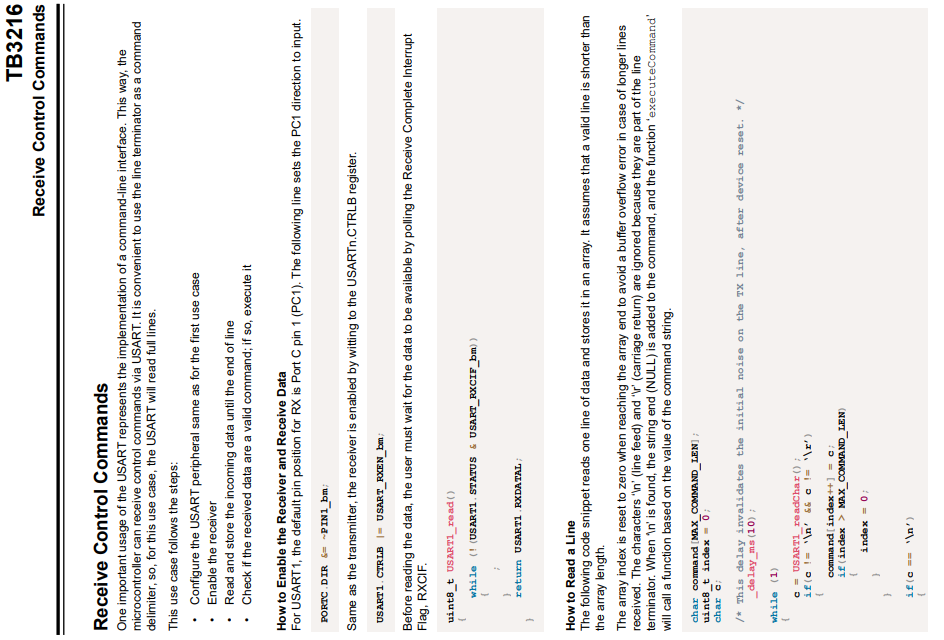 TB3216
Receive Control Commands
Receive Control Commands
One important usage of the USART represents the implementation of a command-line interface. This way, the
microcontroller can receive control commands via USART. It is convenient to use the line terminator as a command
delimiter, so, for this use case, the USART will read full lines.
This use case follows the steps:
• Configure the USART peripheral same as for the first use case
• Enable the receiver
• Read and store the incoming data until the end of line
• Check if the received data are a valid command; if so, execute it
How to Enable the Receiver and Receive Data
For USART1, the default pin position for RX is Port C pin 1 (PC1). The following line sets the PC1 direction to input.
PORTC.DIR &= ~PIN1_bm;
Same as the transmitter, the receiver is enabled by witting to the USARTn.CTRLB register.
USART1.CTRLB |= USART_RXEN_bm;
Before reading the data, the user must wait for the data to be available by polling the Receive Complete Interrupt
Flag, RXCIF.
uint8_t USART1_read()
{
while (!(USART1.STATUS & USART_RXCIF_bm))
{
;
}
return USART1.RXDATAL;
}
How to Read a Line
The following code snippet reads one line of data and stores it in an array. It assumes that a valid line is shorter than
the array length.
The array index is reset to zero when reaching the array end to avoid a buffer overflow error in case of longer lines
received. The characters '\n' (line feed) and '\r' (carriage return) are ignored because they are part of the line
terminator. When '\n' is found, the string end (NULL) is added to the command, and the function 'executeCommand'
will call a function based on the value of the command string.
char command[MAX_COMMAND_LEN];
uint8_t index = 0;
char c;
/* This delay invalidates the initial noise on the TX line, after device reset. */
_delay_ms(10);
while (1)
{
c = USART1_readChar();
if(c != '\n' && c != '\r')
{
command[index++] = c;
if(index > MAX_COMMAND_LEN)
{
index = 0;
}
}
if(c == '\n')